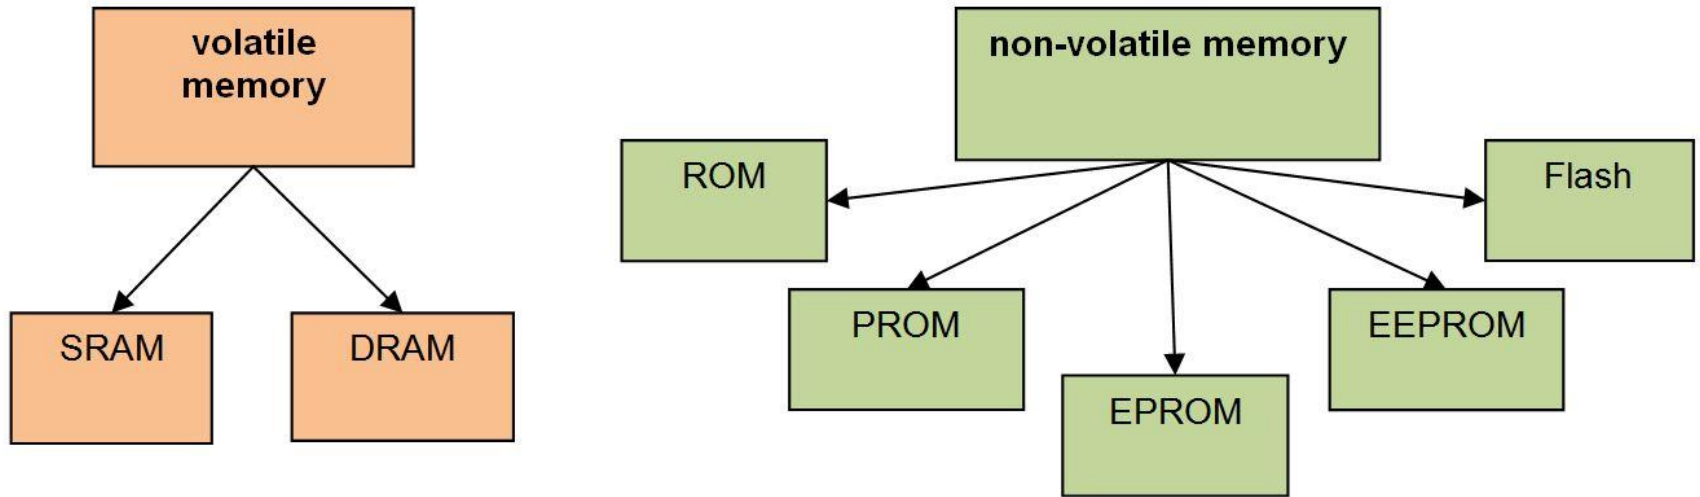 volatile
memory
non-volatile memory
ROM
Flash
SRAM
DRAM
PROM
EEPROM
EPROM